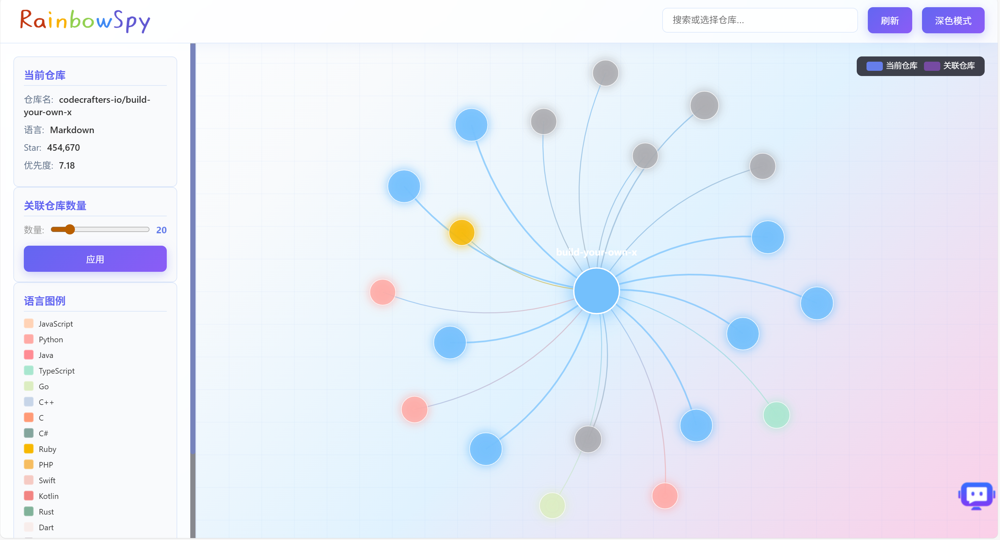 RainbowSpy
搜索或选择仓库...
刷新
深色模式
当前仓库
仓库名: codecrafters-io/build-
your-own-x
语言: Markdown
Star: 454,670
优先度: 7.18
关联仓库数量
数量: 20
应用
语言图例
JavaScript
Python
Java
TypeScript
Go
C++
C
C#
Ruby
PHP
Swift
Kotlin
Rust
Dart
当前仓库 关联仓库
build-your-own-x